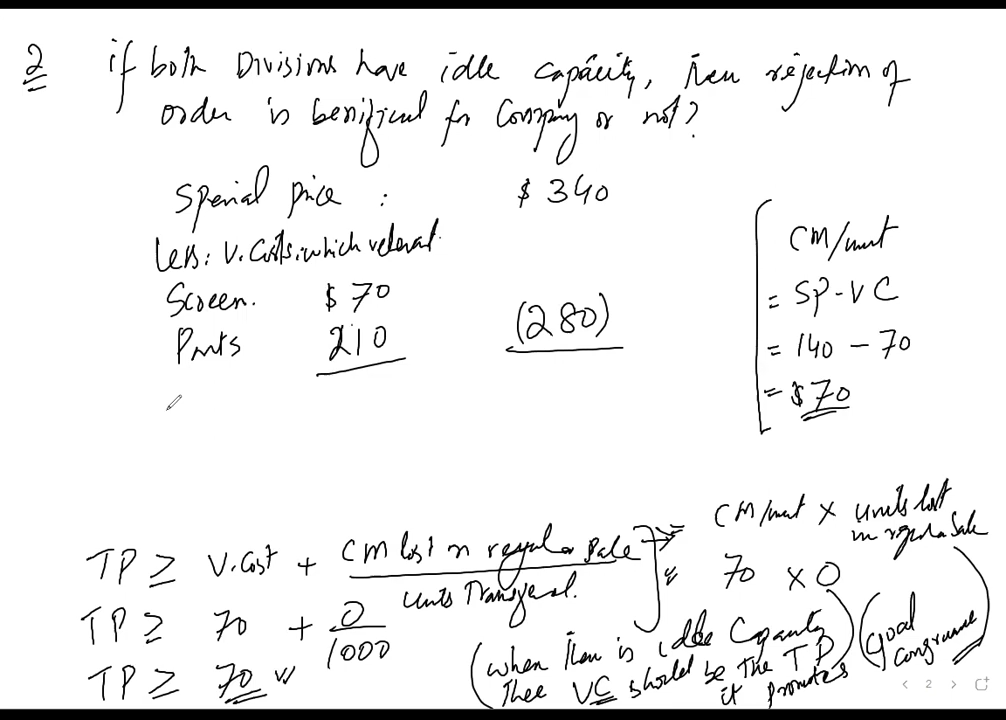 2 if both Divisions have idle capacity, then rejection of
order is benificial for Company or not?
Special price : $ 340
Less: V. Costs. which relevant.
Screen. $ 70
Parts 210 (280)
CM/unit
= SP - VC
= 140 - 70
= $ 70
TP ≥ V. Cost + CM lost on regular Sale / Units Transferred.
= CM/unit × units lost in regular Sale
TP ≥ 70 + 0/1000
= 70 × 0
TP ≥ 70
(when there is idle Capacity
Thee VC should be the TP
it promotes
(Goal
congruence)
< 2 >